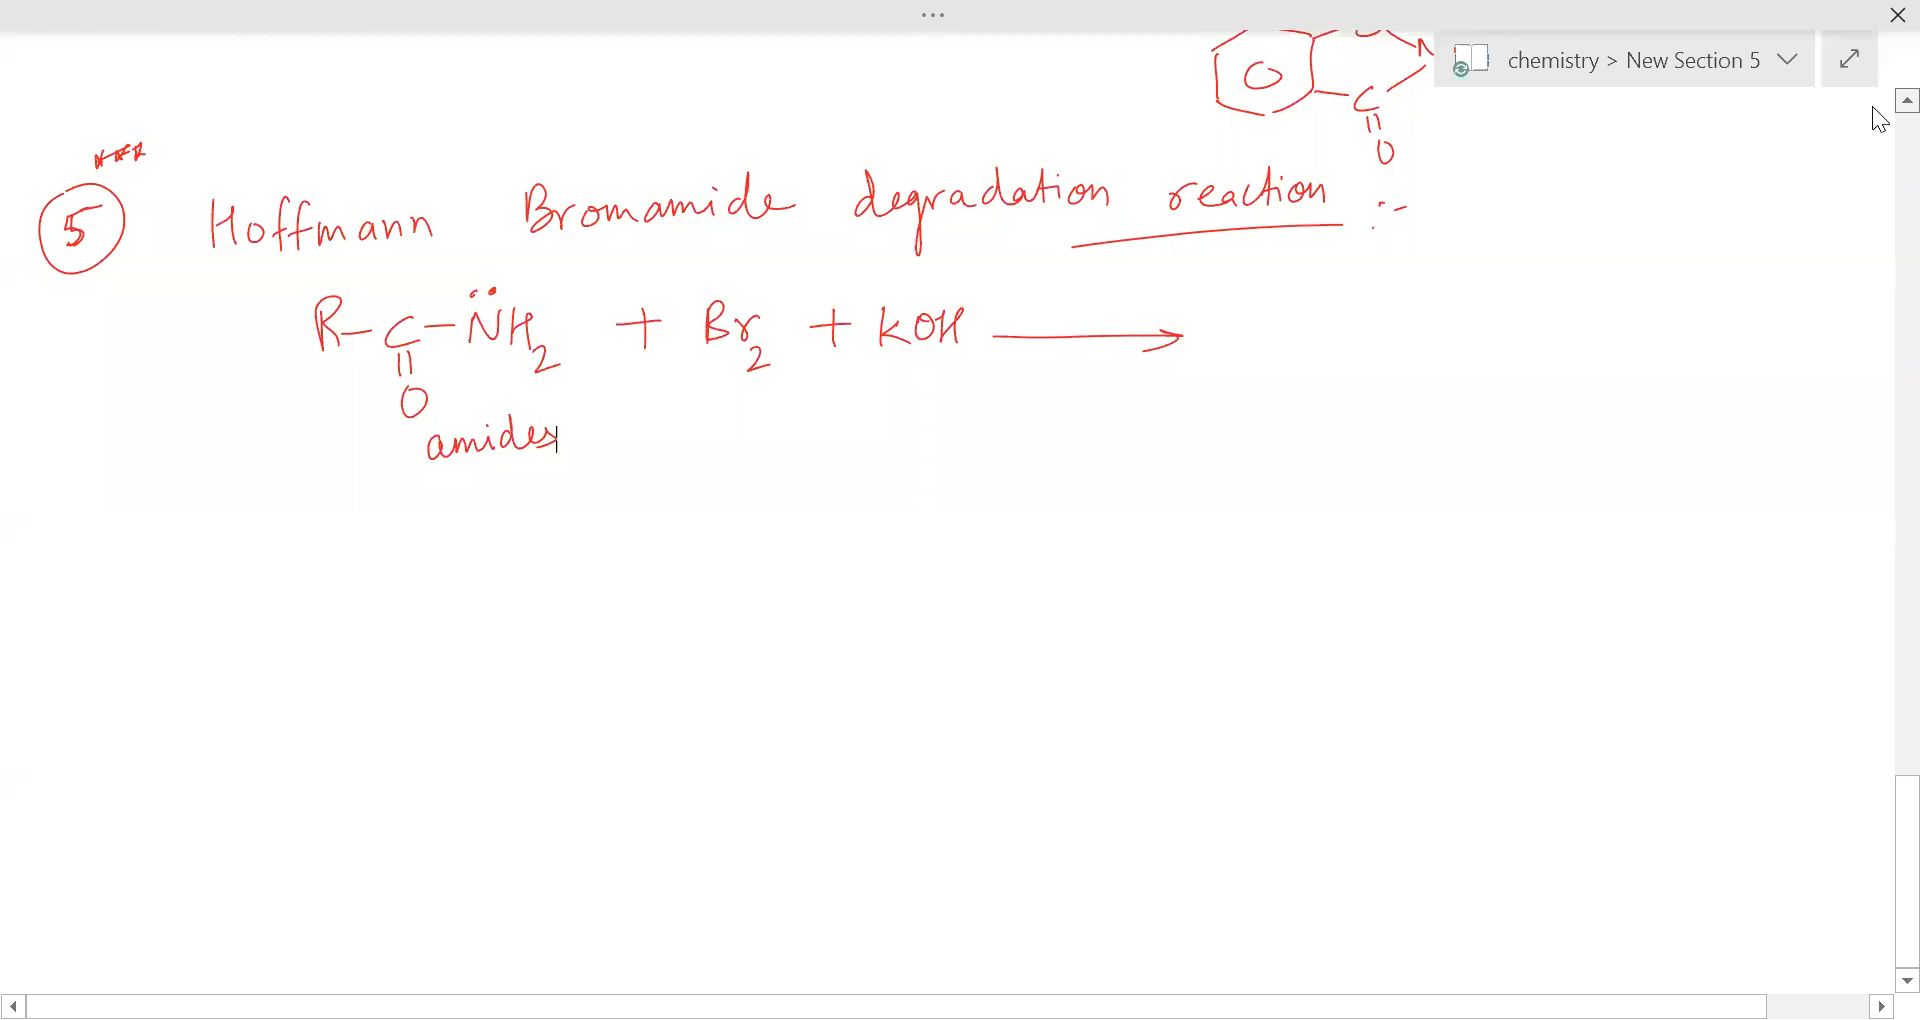 chemistry > New Section 5
N
C
O
***
5 Hoffmann Bromamide degradation reaction :-
R-C-NH2 + Br2 + KOH →
O
amides